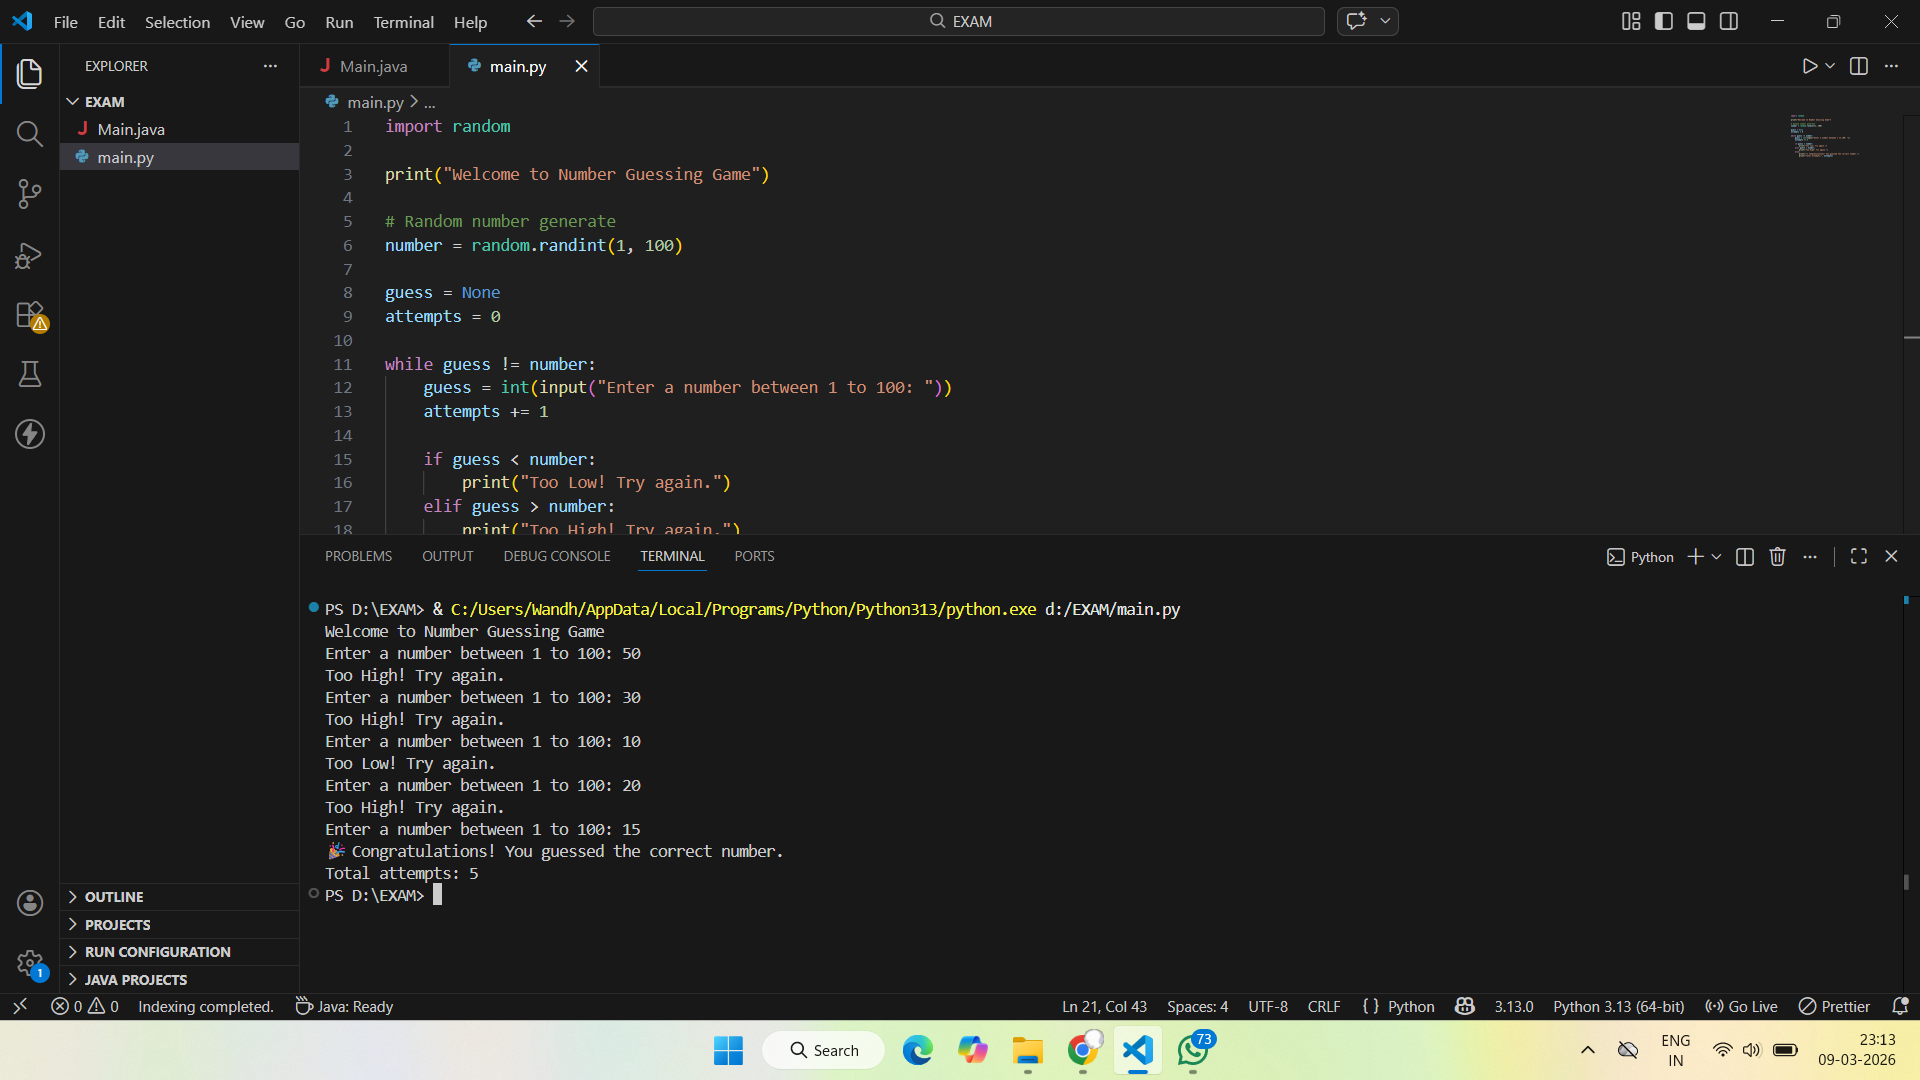 File Edit Selection View Go Run Terminal Help
EXAM
EXPLORER
EXAM
Main.java
main.py
OUTLINE
PROJECTS
RUN CONFIGURATION
JAVA PROJECTS
Main.java main.py
main.py > ...
1 import random
2
3 print("Welcome to Number Guessing Game")
4
5 # Random number generate
6 number = random.randint(1, 100)
7
8 guess = None
9 attempts = 0
10
11 while guess != number:
12 guess = int(input("Enter a number between 1 to 100: "))
13 attempts += 1
14
15 if guess < number:
16 print("Too Low! Try again.")
17 elif guess > number:
18 print("Too High! Try again.")
PROBLEMS OUTPUT DEBUG CONSOLE TERMINAL PORTS
Python
PS D:\EXAM> & C:/Users/Wandh/AppData/Local/Programs/Python/Python313/python.exe d:/EXAM/main.py
Welcome to Number Guessing Game
Enter a number between 1 to 100: 50
Too High! Try again.
Enter a number between 1 to 100: 30
Too High! Try again.
Enter a number between 1 to 100: 10
Too Low! Try again.
Enter a number between 1 to 100: 20
Too High! Try again.
Enter a number between 1 to 100: 15
🎉 Congratulations! You guessed the correct number.
Total attempts: 5
PS D:\EXAM>
1
0 0 Indexing completed. Java: Ready Ln 21, Col 43 Spaces: 4 UTF-8 CRLF { } Python 3.13.0 Python 3.13 (64-bit) Go Live Prettier
Search
73
ENG
IN
23:13
09-03-2026